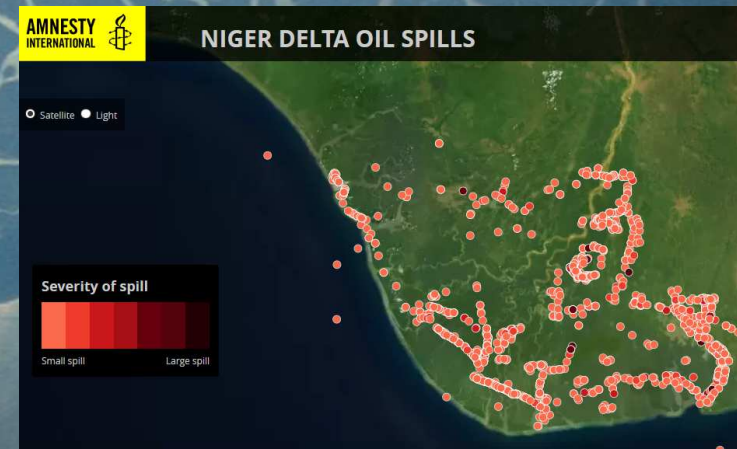 AMNESTY
INTERNATIONAL
NIGER DELTA OIL SPILLS
Satellite Light
Severity of spill
Small spill Large spill